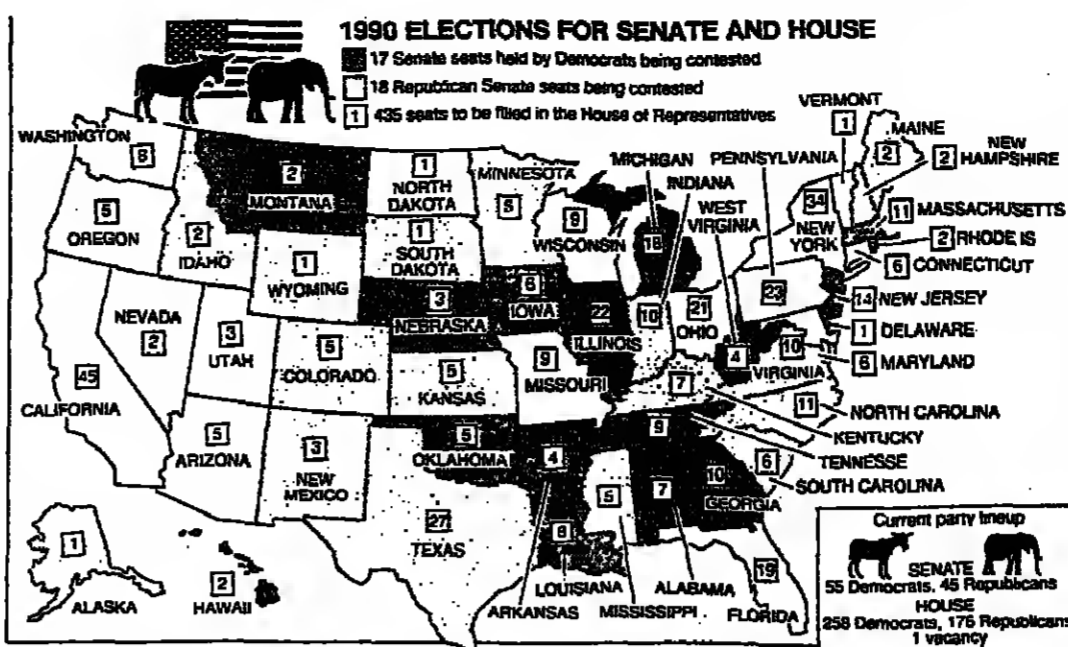 1990 ELECTIONS FOR SENATE AND HOUSE
17 Senate seats held by Democrats being contested
18 Republican Senate seats being contested
1 435 seats to be filled in the House of Representatives
WASHINGTON
8
OREGON
5
CALIFORNIA
45
NEVADA
2
IDAHO
2
MONTANA
2
WYOMING
1
UTAH
3
COLORADO
5
ARIZONA
5
NEW
MEXICO
3
NORTH
DAKOTA
1
SOUTH
DAKOTA
1
NEBRASKA
3
KANSAS
5
OKLAHOMA
5
TEXAS
27
MINNESOTA
IOWA
6
MISSOURI
9
WISCONSIN
9
ILLINOIS
22
MICHIGAN
18
INDIANA
10
OHIO
21
WEST
VIRGINIA
4
PENNSYLVANIA
23
VERMONT
1
MAINE
2
2 NEW
HAMPSHIRE
11 MASSACHUSETTS
2 RHODE IS
6 CONNECTICUT
34
NEW
YORK
14 NEW JERSEY
1 DELAWARE
6 MARYLAND
10
VIRGINIA
11
NORTH CAROLINA
7
KENTUCKY
9
TENNESSE
6
SOUTH CAROLINA
10
GEORGIA
7
ALABAMA
5
MISSISSIPPI
4
ARKANSAS
LOUISIANA
19
FLORIDA
1
ALASKA
2
HAWAII
Current party lineup
SENATE
55 Democrats, 45 Republicans
HOUSE
258 Democrats, 176 Republicans
1 vacancy